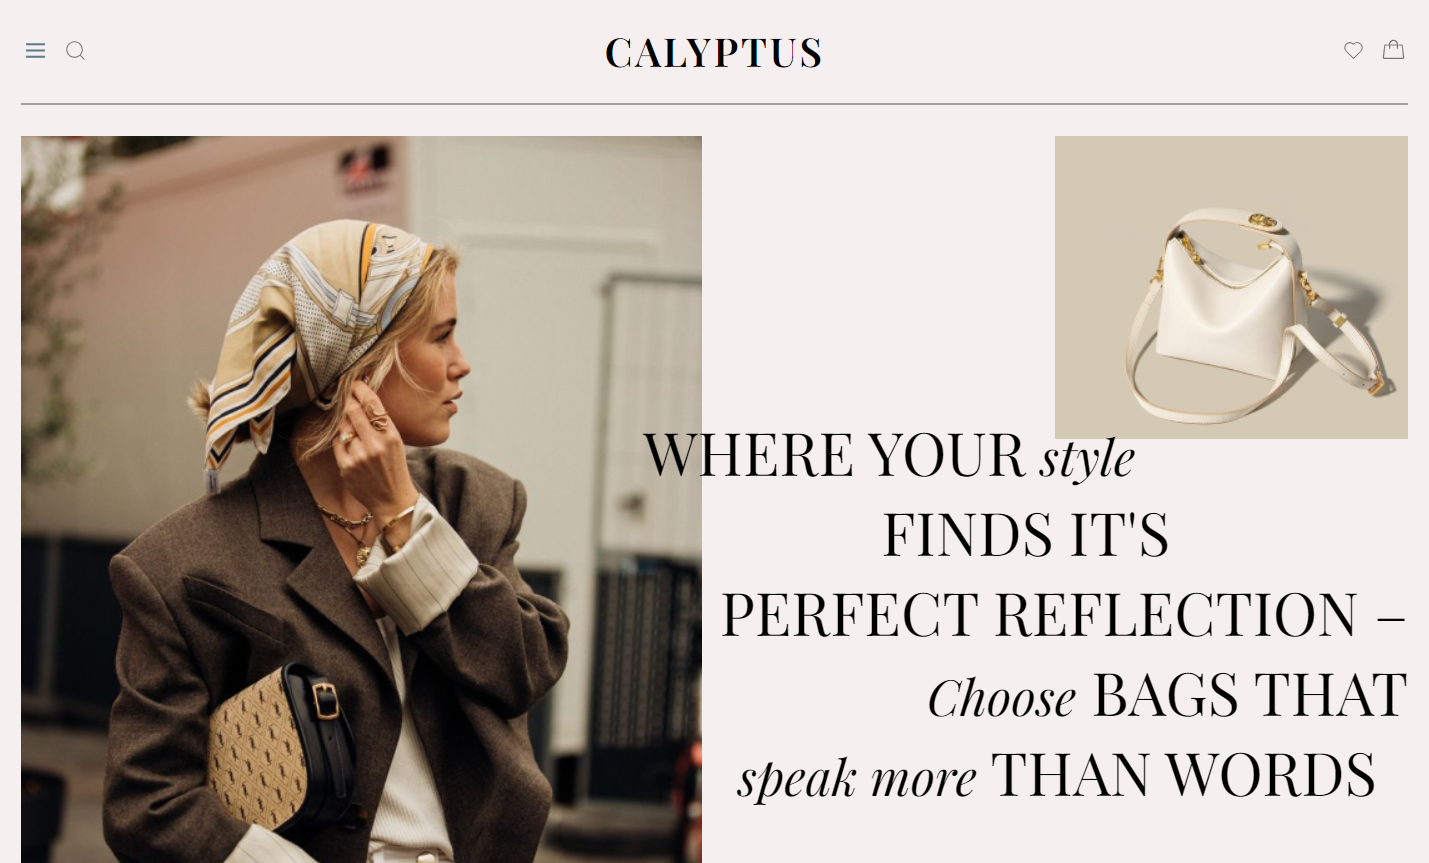 CALYPTUS
WHERE YOUR style
FINDS IT'S
PERFECT REFLECTION –
Choose BAGS THAT
speak more THAN WORDS